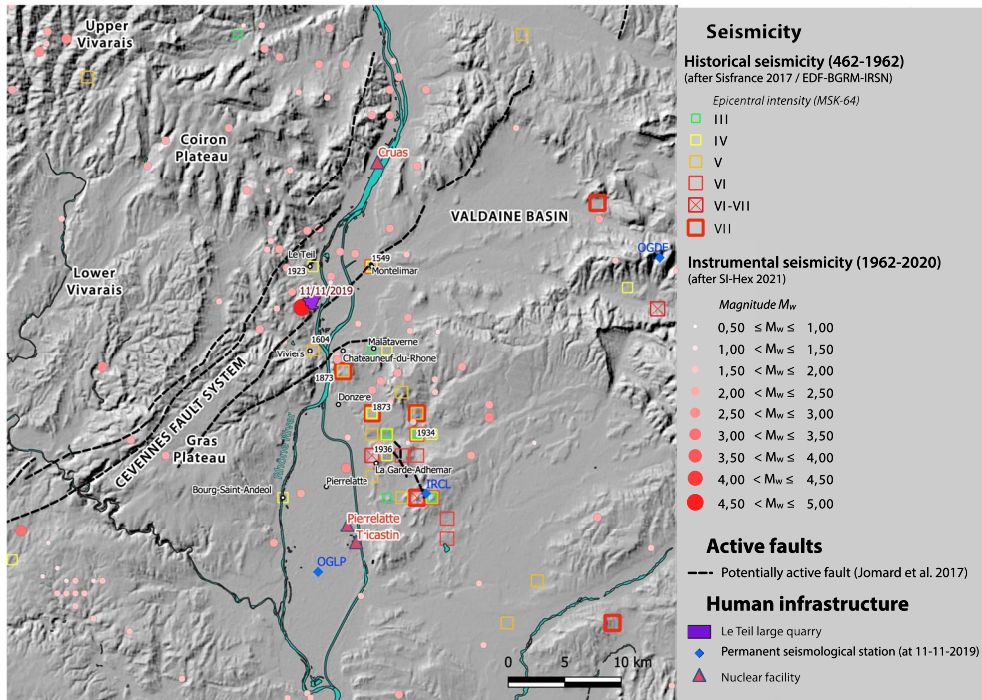 Upper
Vivarais
Coiron
Plateau
Cruas
VALDAINE BASIN
OGDF
Le Teil
1923
1549
Montelimar
Lower
Vivarais
11/11/2019
1604
Viviers
Malataverne
Chateauneuf-du-Rhone
1873
CEVENNES FAULT SYSTEM
Donzere
1873
Rhône River
1934
Gras
Plateau
1936
La Garde-Adhemar
Pierrelatte
IRCL
Bourg-Saint-Andeol
Pierrelatte
Tricastin
OGLP
0 5 10 km
Seismicity
Historical seismicity (462-1962)
(after Sisfrance 2017 / EDF-BGRM-IRSN)
Epicentral intensity (MSK-64)
III
IV
V
VI
VI-VII
VII
Instrumental seismicity (1962-2020)
(after SI-Hex 2021)
Magnitude Mw
0,50 ≤ Mw ≤ 1,00
1,00 < Mw ≤ 1,50
1,50 < Mw ≤ 2,00
2,00 < Mw ≤ 2,50
2,50 < Mw ≤ 3,00
3,00 < Mw ≤ 3,50
3,50 < Mw ≤ 4,00
4,00 < Mw ≤ 4,50
4,50 < Mw ≤ 5,00
Active faults
Potentially active fault (Jomard et al. 2017)
Human infrastructure
Le Teil large quarry
Permanent seismological station (at 11-11-2019)
Nuclear facility